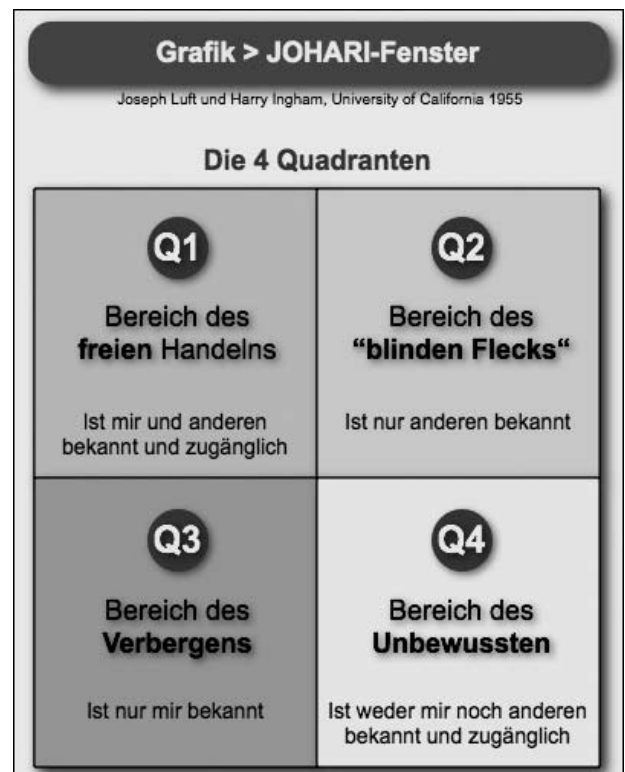 Grafik > JOHARI-Fenster
Joseph Luft und Harry Ingham, University of California 1955
Die 4 Quadranten
Q1
Bereich des
freien Handelns
Ist mir und anderen
bekannt und zugänglich
Q2
Bereich des
“blinden Flecks“
Ist nur anderen bekannt
Q3
Bereich des
Verbergens
Ist nur mir bekannt
Q4
Bereich des
Unbewussten
Ist weder mir noch anderen
bekannt und zugänglich